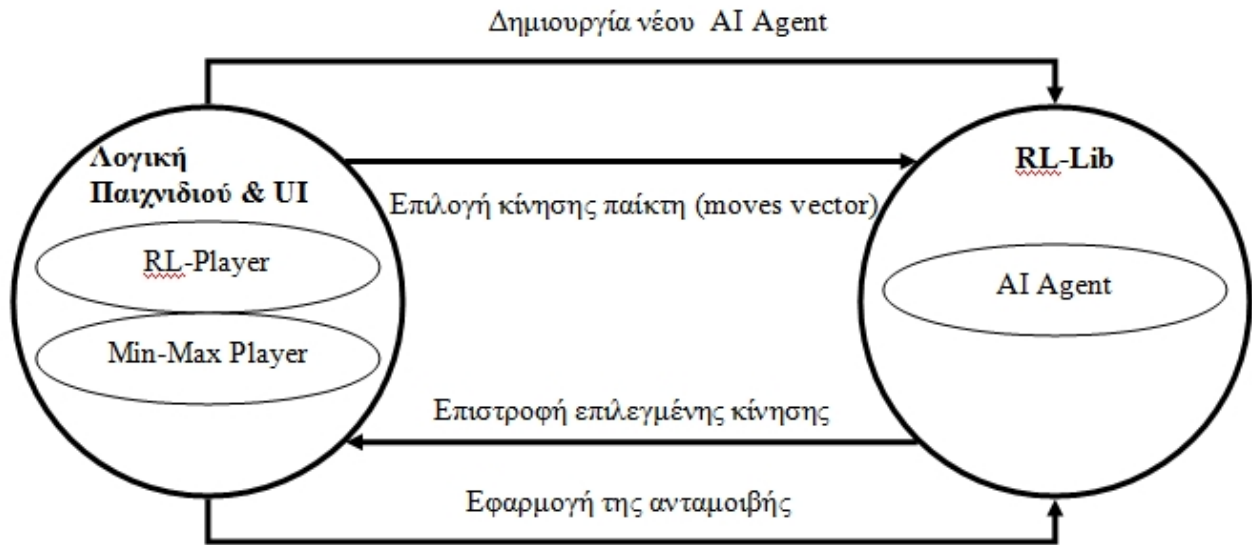 Δημιουργία νέου AI Agent
Λογική
Παιχνιδιού & UI
RL-Lib
Επιλογή κίνησης παίκτη (moves vector)
RL-Player
AI Agent
Min-Max Player
Επιστροφή επιλεγμένης κίνησης
Εφαρμογή της ανταμοιβής